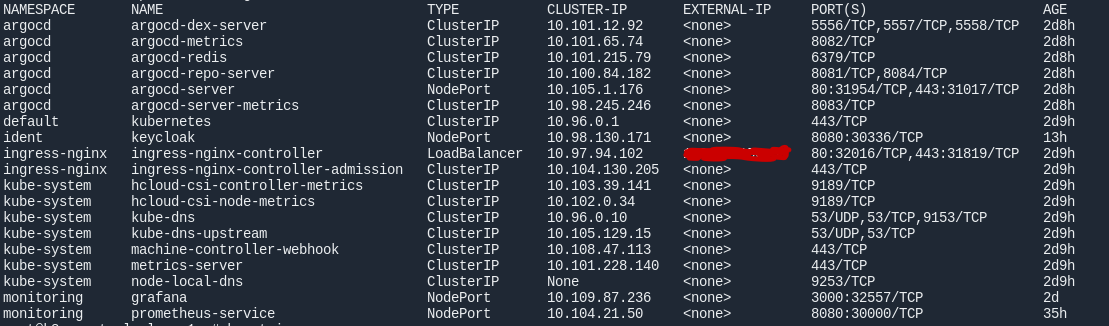 NAMESPACE NAME TYPE CLUSTER-IP EXTERNAL-IP PORT(S) AGE
argocd argocd-dex-server ClusterIP 10.101.12.92 <none> 5556/TCP,5557/TCP,5558/TCP 2d8h
argocd argocd-metrics ClusterIP 10.101.65.74 <none> 8082/TCP 2d8h
argocd argocd-redis ClusterIP 10.101.215.79 <none> 6379/TCP 2d8h
argocd argocd-repo-server ClusterIP 10.100.84.182 <none> 8081/TCP,8084/TCP 2d8h
argocd argocd-server NodePort 10.105.1.176 <none> 80:31954/TCP,443:31017/TCP 2d8h
argocd argocd-server-metrics ClusterIP 10.98.245.246 <none> 8083/TCP 2d8h
default kubernetes ClusterIP 10.96.0.1 <none> 443/TCP 2d9h
ident keycloak NodePort 10.98.130.171 <none> 8080:30336/TCP 13h
ingress-nginx ingress-nginx-controller LoadBalancer 10.97.94.102 80:32016/TCP,443:31819/TCP 2d9h
ingress-nginx ingress-nginx-controller-admission ClusterIP 10.104.130.205 <none> 443/TCP 2d9h
kube-system hcloud-csi-controller-metrics ClusterIP 10.103.39.141 <none> 9189/TCP 2d9h
kube-system hcloud-csi-node-metrics ClusterIP 10.102.0.34 <none> 9189/TCP 2d9h
kube-system kube-dns ClusterIP 10.96.0.10 <none> 53/UDP,53/TCP,9153/TCP 2d9h
kube-system kube-dns-upstream ClusterIP 10.105.129.15 <none> 53/UDP,53/TCP 2d9h
kube-system machine-controller-webhook ClusterIP 10.108.47.113 <none> 443/TCP 2d9h
kube-system metrics-server ClusterIP 10.101.228.140 <none> 443/TCP 2d9h
kube-system node-local-dns ClusterIP None <none> 9253/TCP 2d9h
monitoring grafana NodePort 10.109.87.236 <none> 3000:32557/TCP 2d
monitoring prometheus-service NodePort 10.104.21.50 <none> 8080:30000/TCP 35h